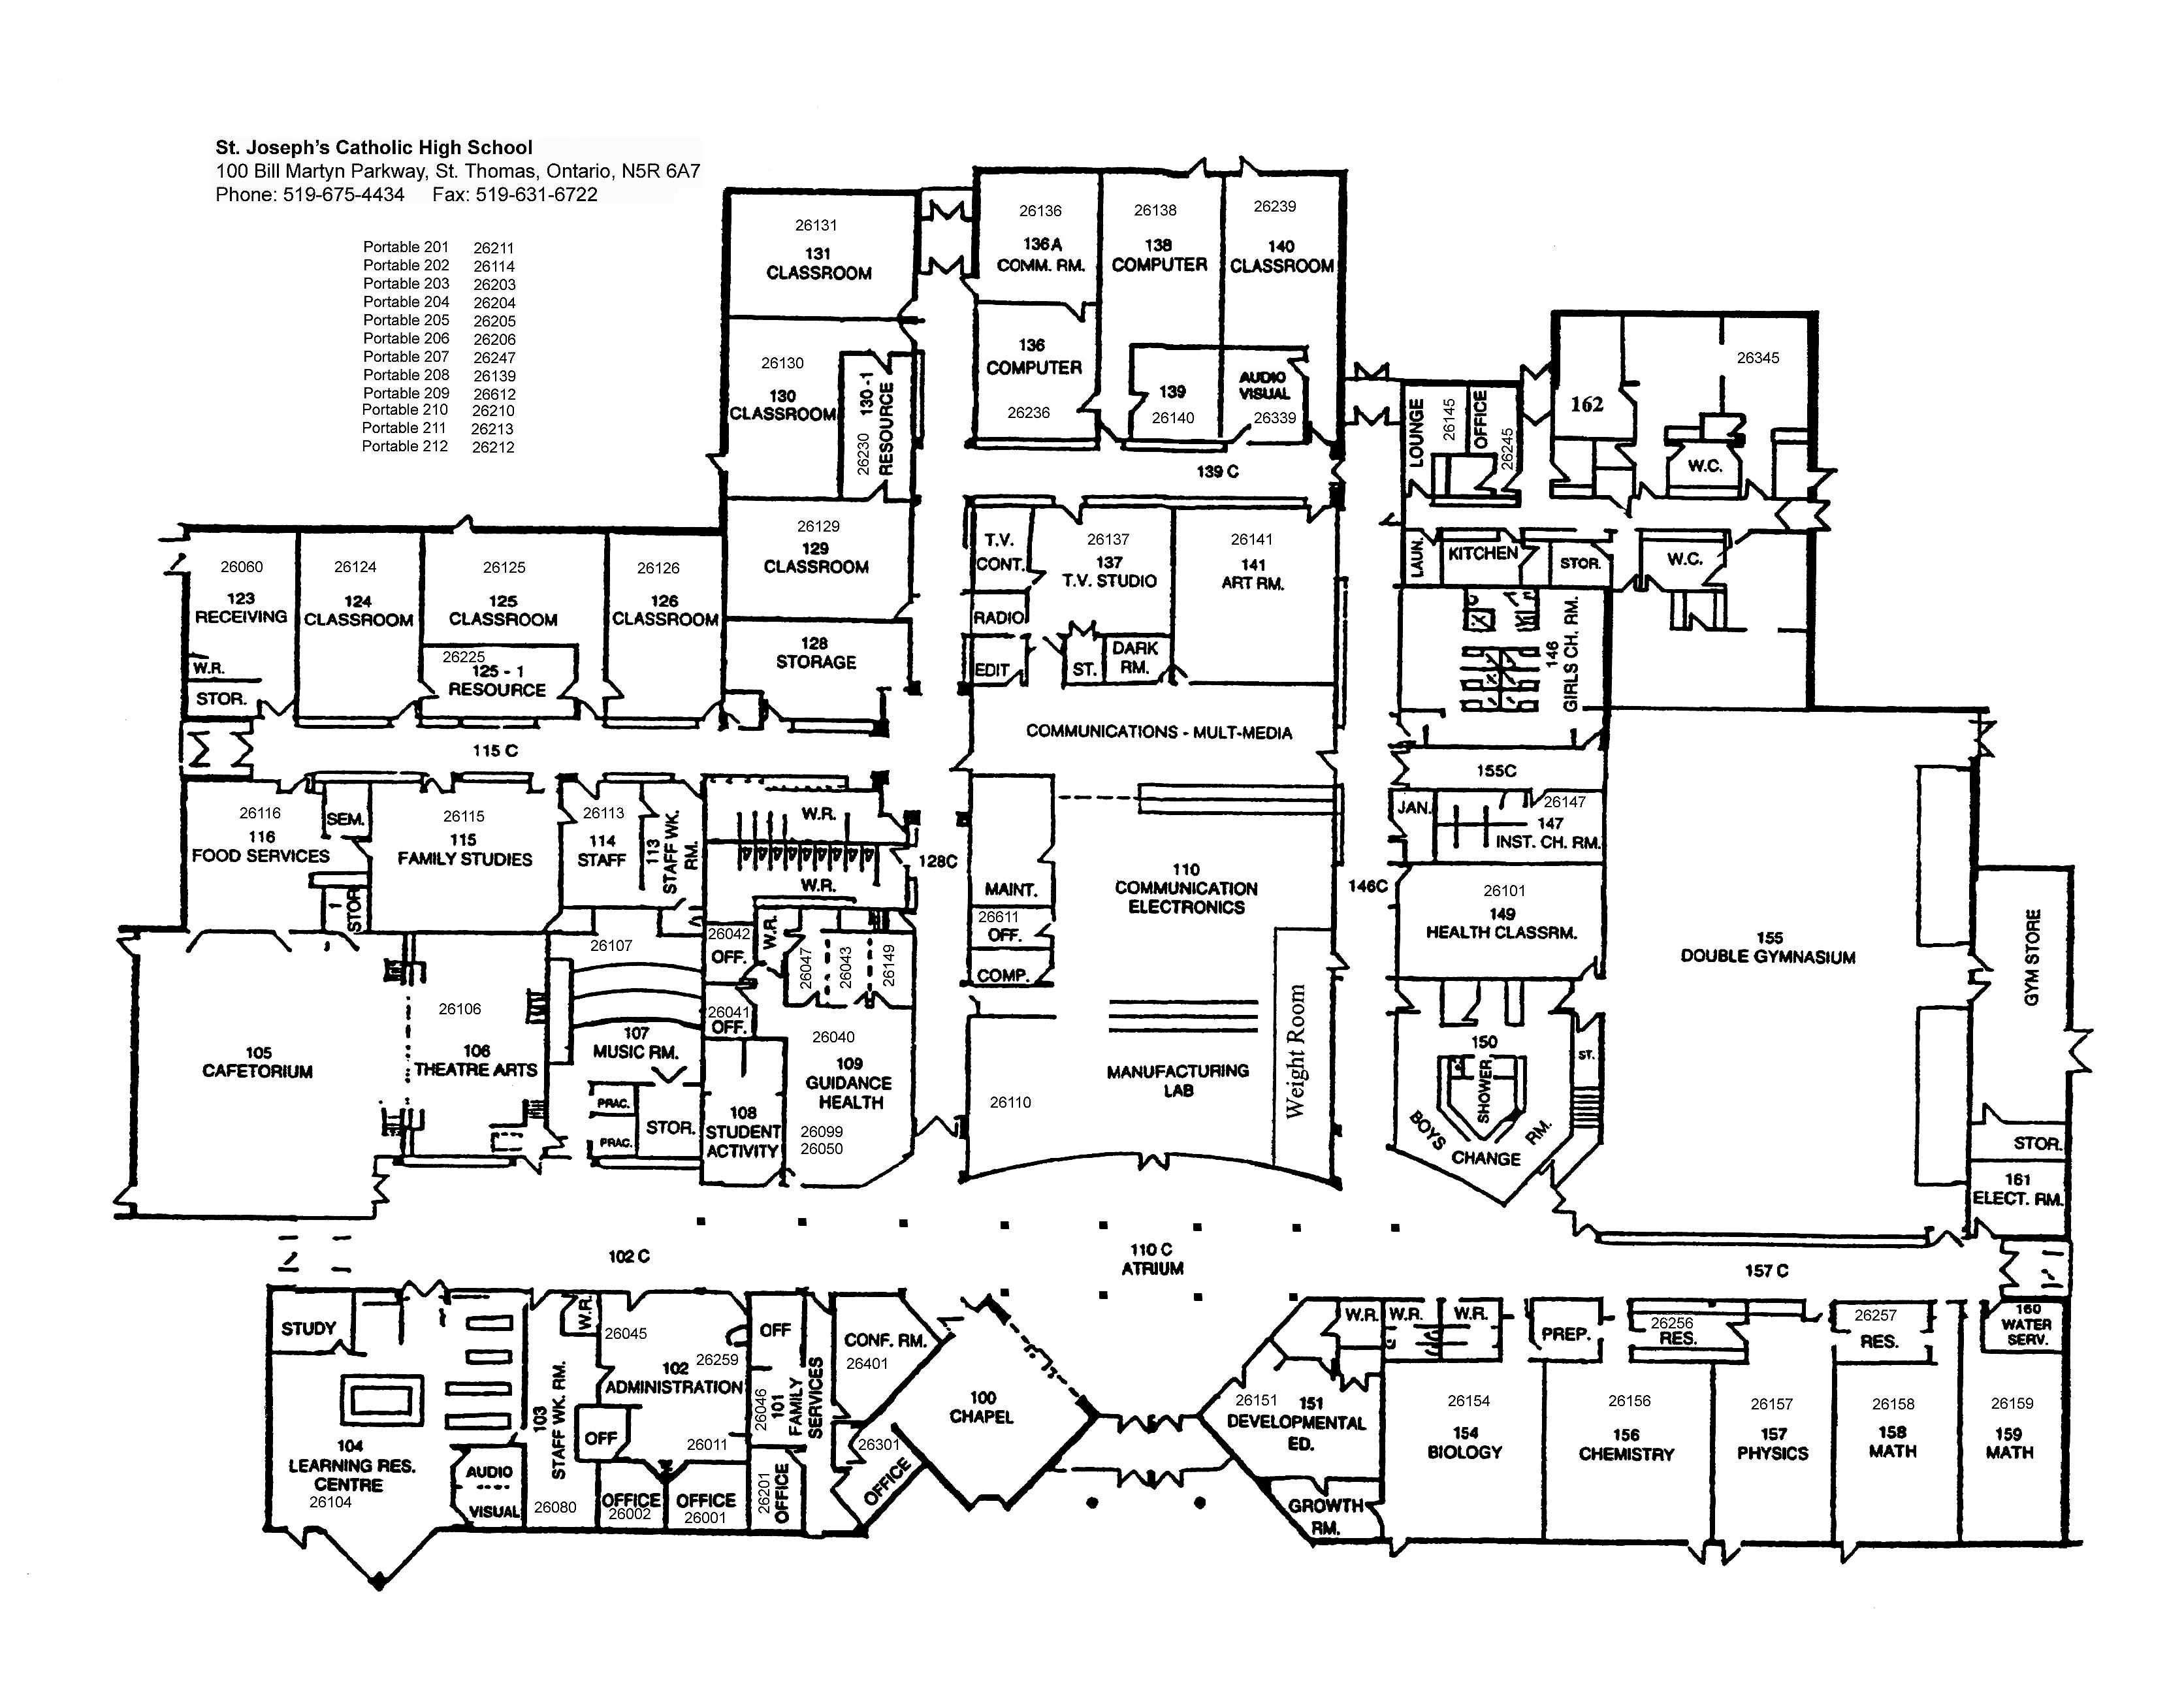 St. Joseph's Catholic High School
100 Bill Martyn Parkway, St. Thomas, Ontario, N5R 6A7
Phone: 519-675-4434 Fax: 519-631-6722
Portable 201 26211
Portable 202 26114
Portable 203 26203
Portable 204 26204
Portable 205 26205
Portable 206 26206
Portable 207 26247
Portable 208 26139
Portable 209 26612
Portable 210 26210
Portable 211 26213
Portable 212 26212
26131
131
CLASSROOM
26136
136 A
COMM. RM.
26138
138
COMPUTER
26239
140
CLASSROOM
26130
130
CLASSROOM
130 - 1
RESOURCE
26230
136
COMPUTER
26236
139
26140
AUDIO
VISUAL
26339
139 C
LOUNGE
26145
OFFICE
26245
162
26345
W.C.
26129
129
CLASSROOM
T.V.
CONT.
26137
137
T.V. STUDIO
26141
141
ART RM.
LAUN.
KITCHEN
STOR.
W.C.
26060
123
RECEIVING
W.R.
STOR.
26124
124
CLASSROOM
26125
125
CLASSROOM
26225
125 - 1
RESOURCE
26126
126
CLASSROOM
128
STORAGE
RADIO
EDIT
ST.
DARK
RM.
146
GIRLS CH. RM.
115 C
COMMUNICATIONS - MULT-MEDIA
155C
26116
116
FOOD SERVICES
SEM.
STOR 1
26115
115
FAMILY STUDIES
26113
114
STAFF
113
STAFF WK.
RM.
W.R.
W.R.
128C
MAINT.
26611
OFF.
COMP.
110
COMMUNICATION
ELECTRONICS
146C
JAN.
26147
147
INST. CH. RM.
26101
149
HEALTH CLASSRM.
155
DOUBLE GYMNASIUM
GYM STORE
105
CAFETORIUM
26106
106
THEATRE ARTS
26107
107
MUSIC RM.
PRAC.
PRAC.
STOR.
26042
OFF.
26041
OFF.
W.R.
26047
26043
26149
26040
109
GUIDANCE
HEALTH
26099
26050
108
STUDENT
ACTIVITY
26110
MANUFACTURING
LAB
Weight Room
150
SHOWER
BOYS
CHANGE
RM.
ST.
STOR.
161
ELECT. RM.
102 C
110 C
ATRIUM
157 C
STUDY
104
LEARNING RES.
CENTRE
26104
AUDIO
VISUAL
103
STAFF WK. RM.
26080
W.R.
26045
26259
102
ADMINISTRATION
OFF
26011
OFFICE
26002
OFFICE
26001
OFF
26046
101
FAMILY
SERVICES
26201
OFFICE
CONF. RM.
26401
26301
OFFICE
100
CHAPEL
26151
151
DEVELOPMENTAL
ED.
GROWTH
RM.
W.R.
W.R.
W.R.
26154
154
BIOLOGY
PREP.
26156
156
CHEMISTRY
26256
RES.
26157
157
PHYSICS
26257
RES.
26158
158
MATH
160
WATER
SERV.
26159
159
MATH